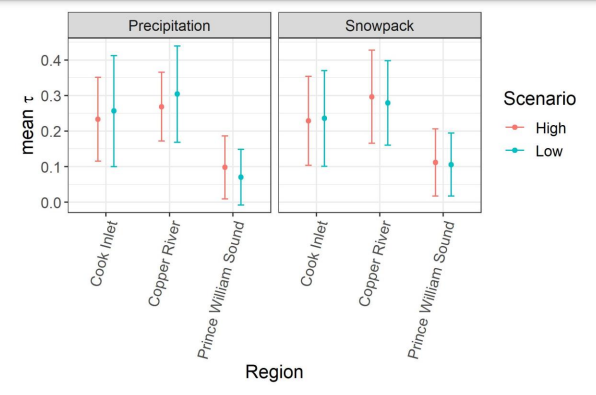 Precipitation
Snowpack
mean τ
0.4
0.3
0.2
0.1
0.0
Cook Inlet
Copper River
Prince William Sound
Cook Inlet
Copper River
Prince William Sound
Region
Scenario
High
Low